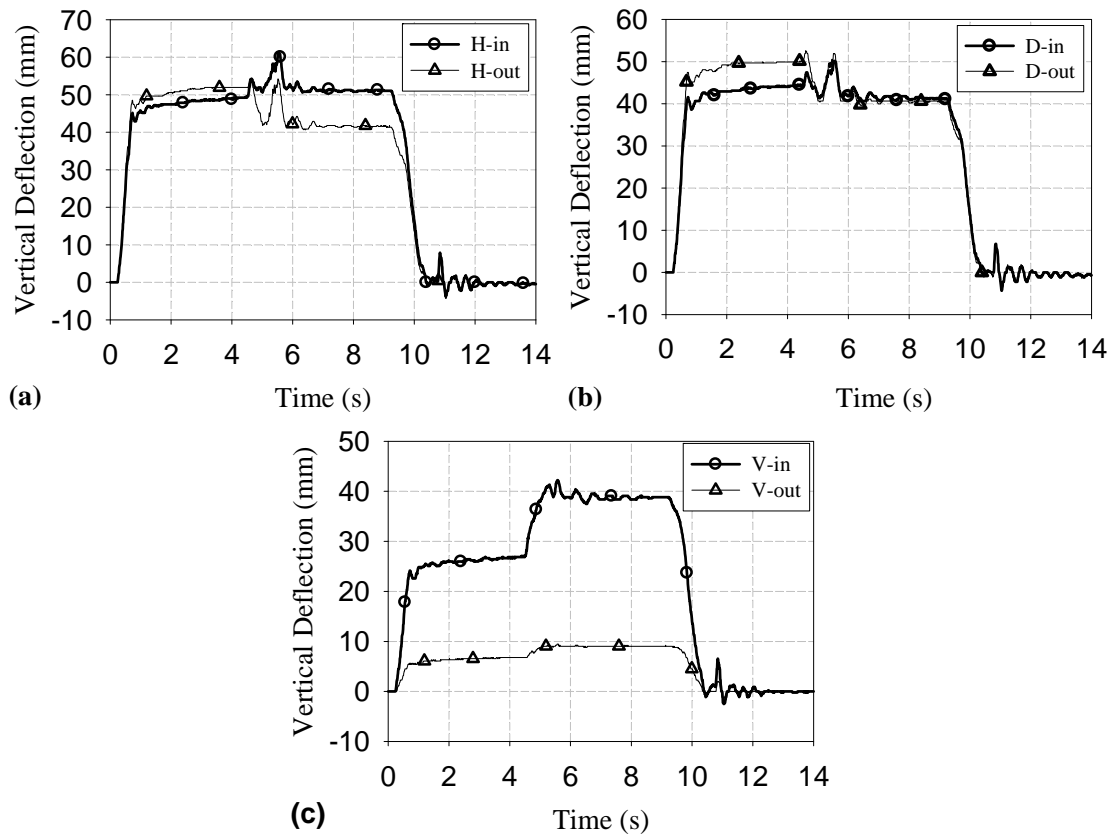 70
60
50
40
30
20
10
0
-10
Vertical Deflection (mm)
H-in
H-out
0 2 4 6 8 10 12 14
(a) Time (s)
60
50
40
30
20
10
0
-10
Vertical Deflection (mm)
D-in
D-out
0 2 4 6 8 10 12 14
(b) Time (s)
50
40
30
20
10
0
-10
Vertical Deflection (mm)
V-in
V-out
0 2 4 6 8 10 12 14
(c) Time (s)